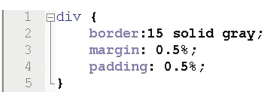 1 div {
2 border:15 solid gray;
3 margin: 0.5%;
4 padding: 0.5%;
5 }